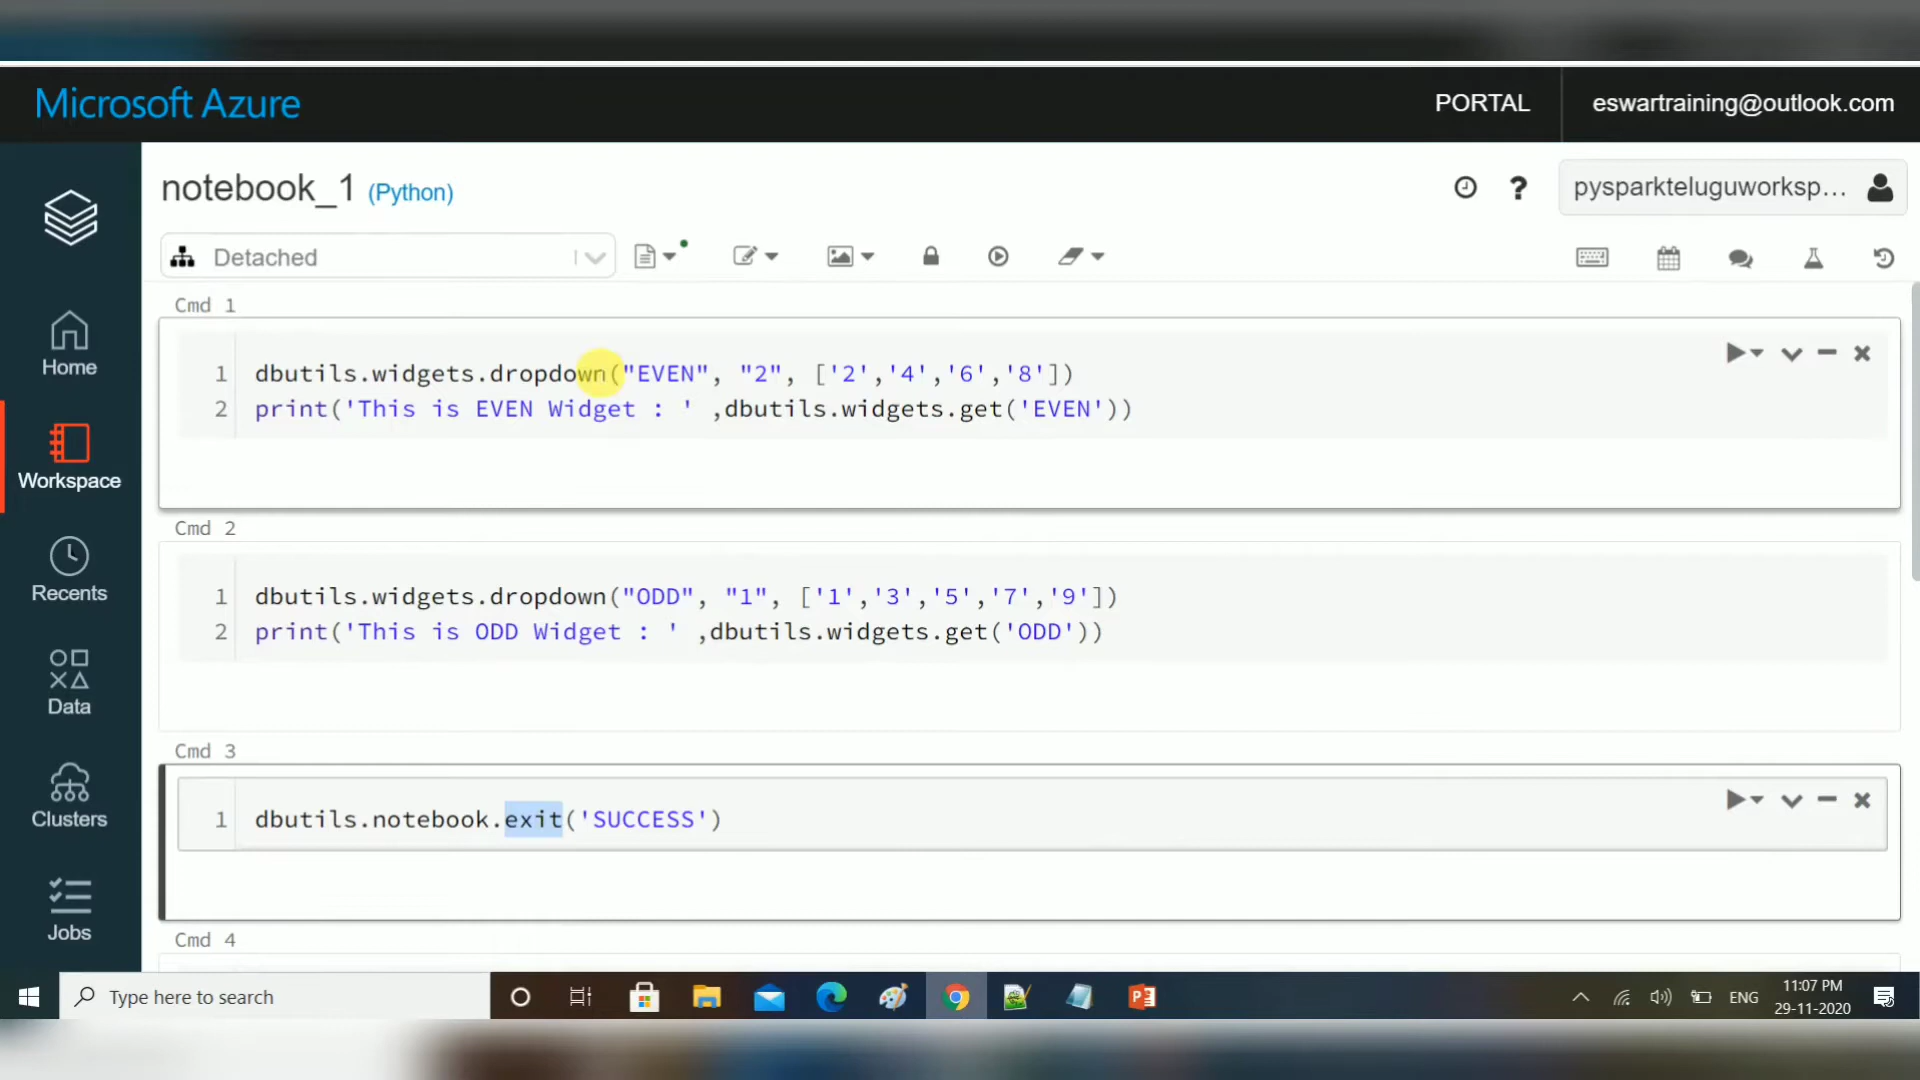 Microsoft Azure
PORTAL
eswartraining@outlook.com
notebook_1 (Python)
pysparkteluguworksp...
Detached
Home
Workspace
Recents
Data
Clusters
Jobs
Cmd 1
1 dbutils.widgets.dropdown("EVEN", "2", ['2','4','6','8'])
2 print('This is EVEN Widget : ' ,dbutils.widgets.get('EVEN'))
Cmd 2
1 dbutils.widgets.dropdown("ODD", "1", ['1','3','5','7','9'])
2 print('This is ODD Widget : ' ,dbutils.widgets.get('ODD'))
Cmd 3
1 dbutils.notebook.exit('SUCCESS')
Cmd 4
Type here to search
ENG
11:07 PM
29-11-2020